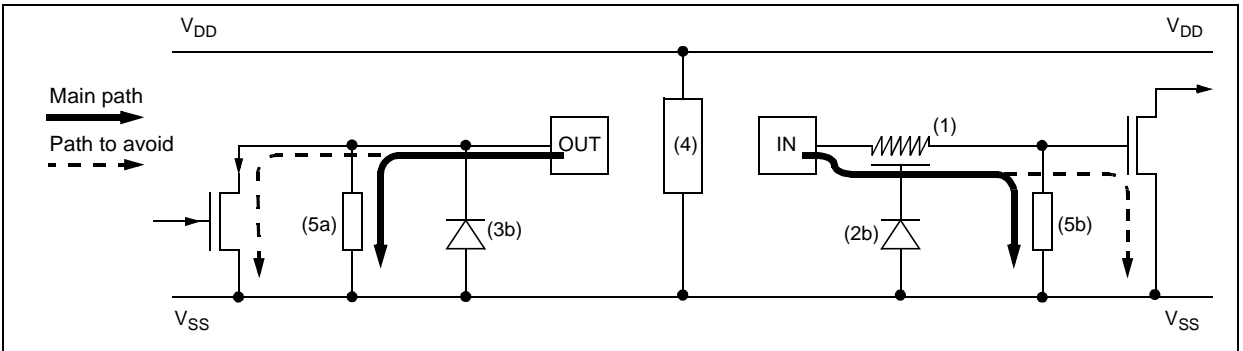 VDD
VDD
Main path
Path to avoid
OUT
(4)
IN
(1)
(5a)
(3b)
(2b)
(5b)
VSS
VSS